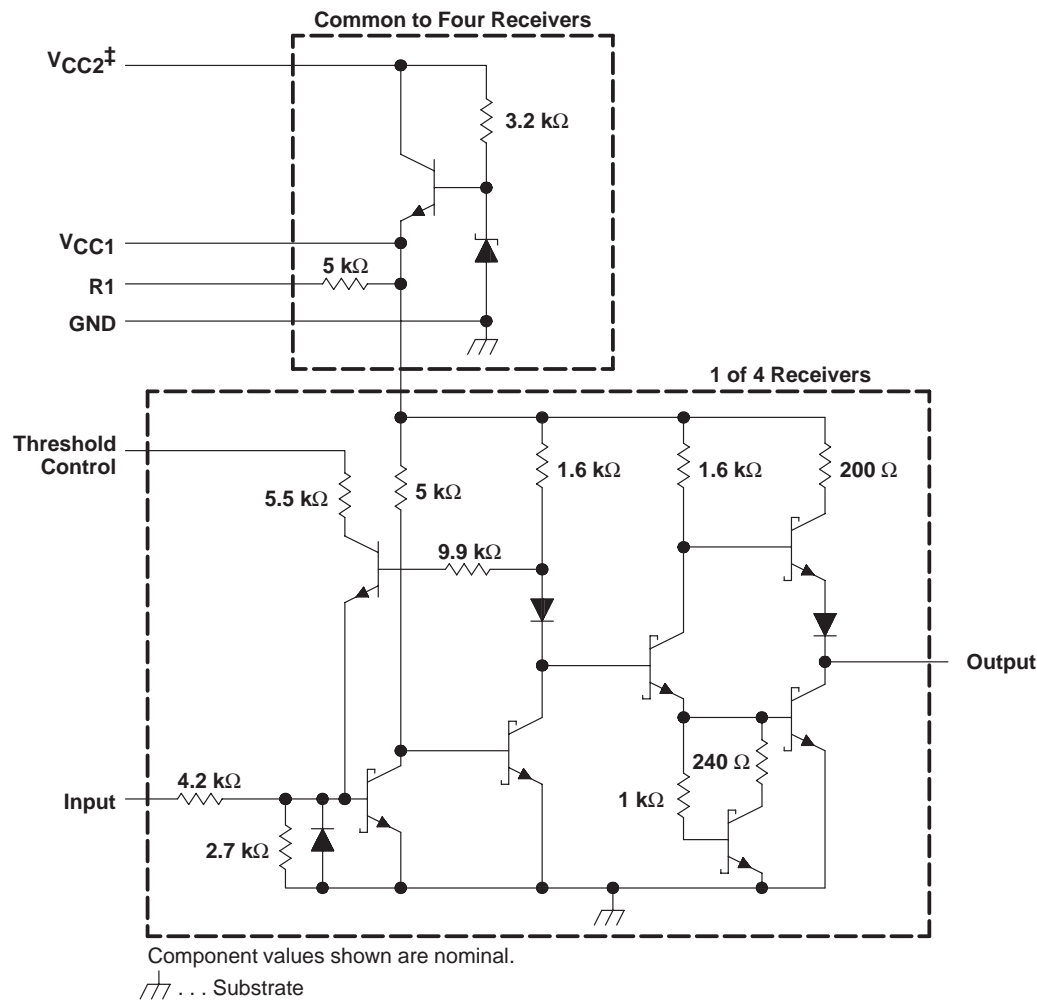 Common to Four Receivers
VCC2‡
3.2 kΩ
VCC1
5 kΩ
R1
GND
1 of 4 Receivers
Threshold
Control
5.5 kΩ
5 kΩ
1.6 kΩ
1.6 kΩ
200 Ω
9.9 kΩ
Output
240 Ω
4.2 kΩ
1 kΩ
Input
2.7 kΩ
Component values shown are nominal.
. . . Substrate